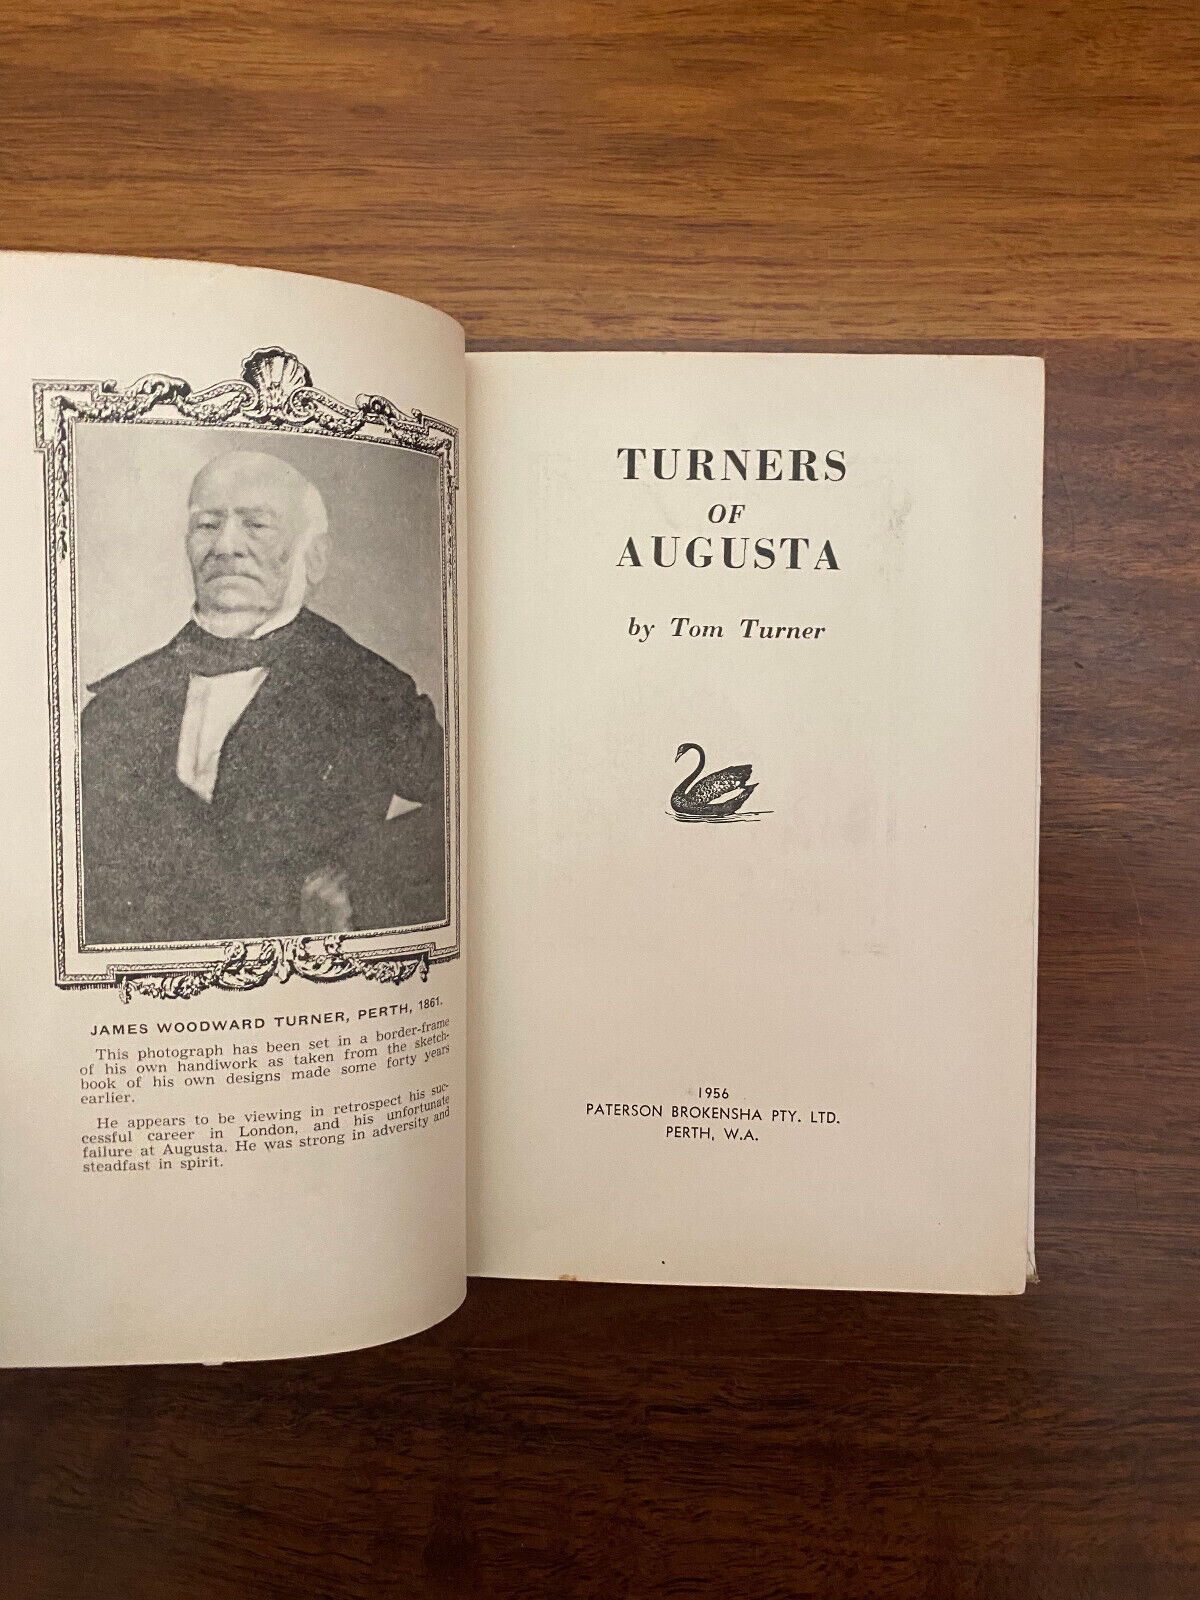 JAMES WOODWARD TURNER, PERTH, 1861.
This photograph has been set in a border-frame
of his own handiwork as taken from the sketch-
book of his own designs made some forty years
earlier.
He appears to be viewing in retrospect his suc-
cessful career in London, and his unfortunate
failure at Augusta. He was strong in adversity and
steadfast in spirit.
TURNERS
OF
AUGUSTA
by Tom Turner
1956
PATERSON BROKENSHA PTY. LTD.
PERTH, W.A.